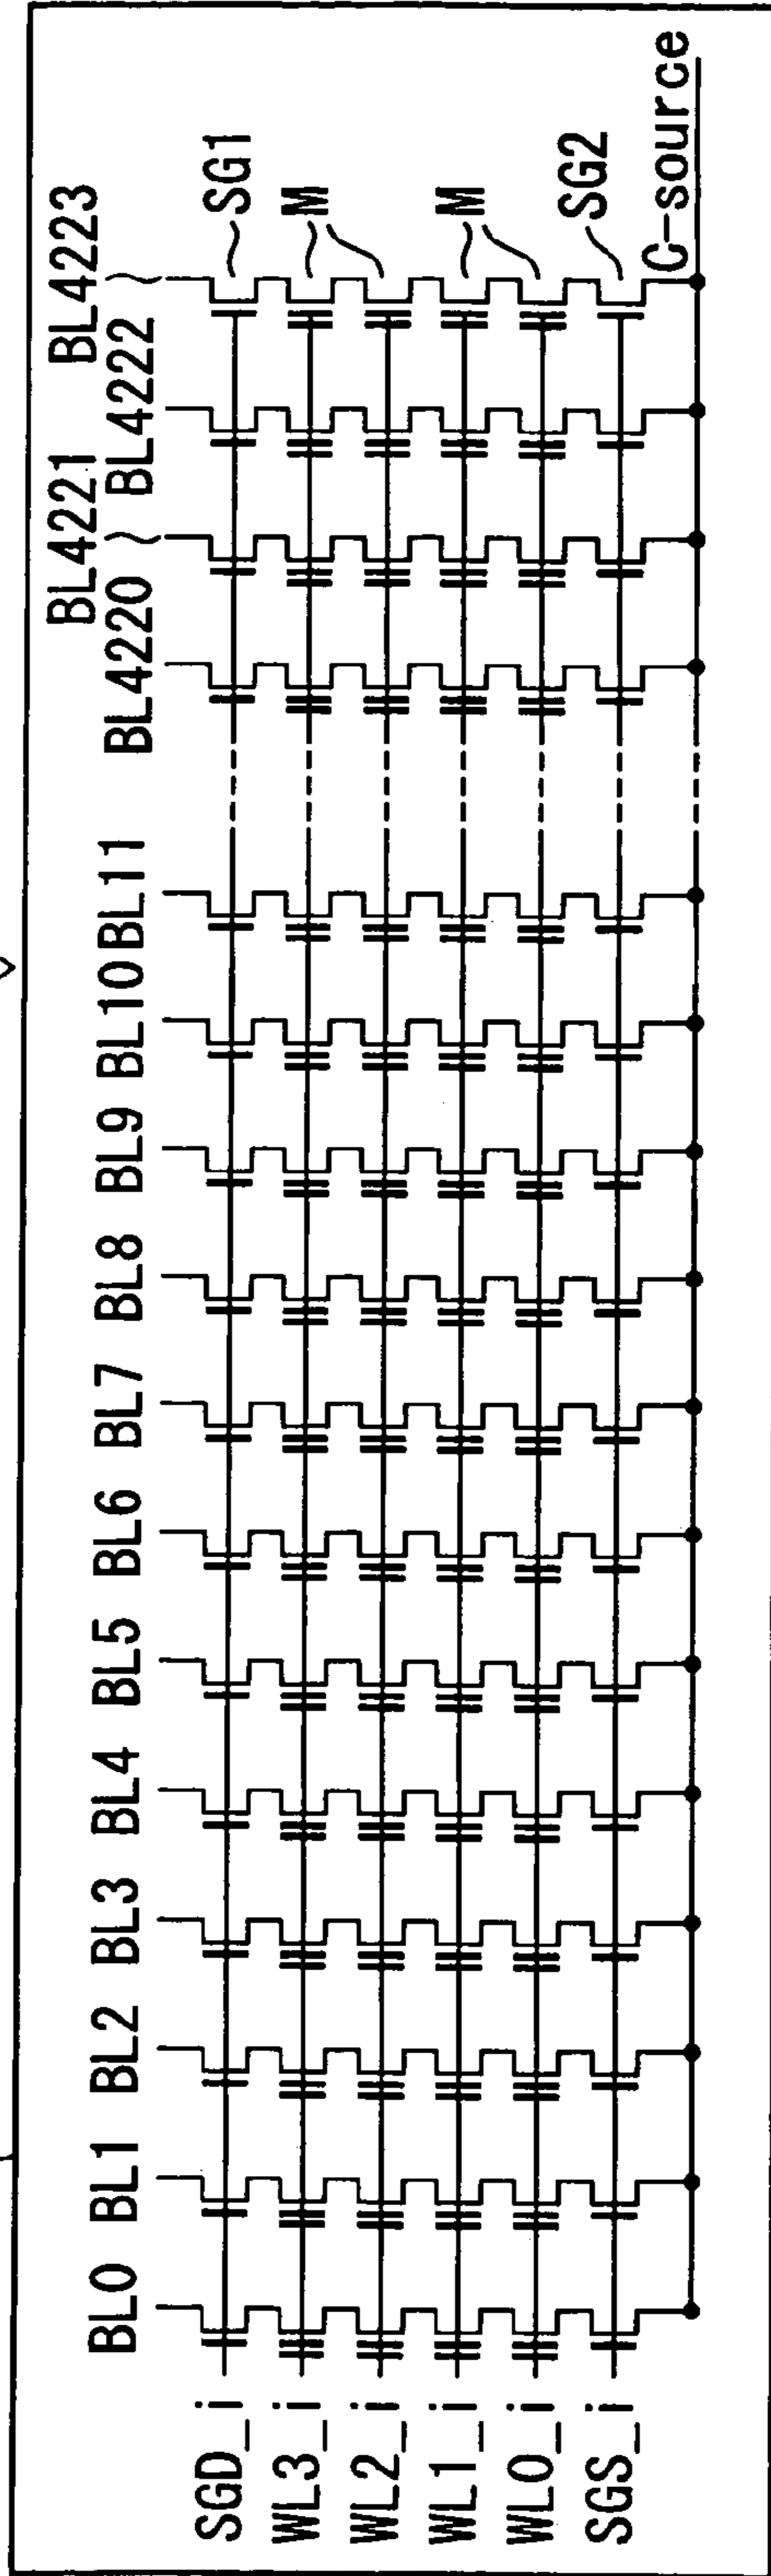 BL0 BL1 BL2 BL3 BL4 BL5 BL6 BL7 BL8 BL9 BL10 BL11 BL4220 BL4221 BL4222 BL4223
SGD_i
WL3_i
WL2_i
WL1_i
WL0_i
SGS_i
SG1
M
M
SG2
C-source